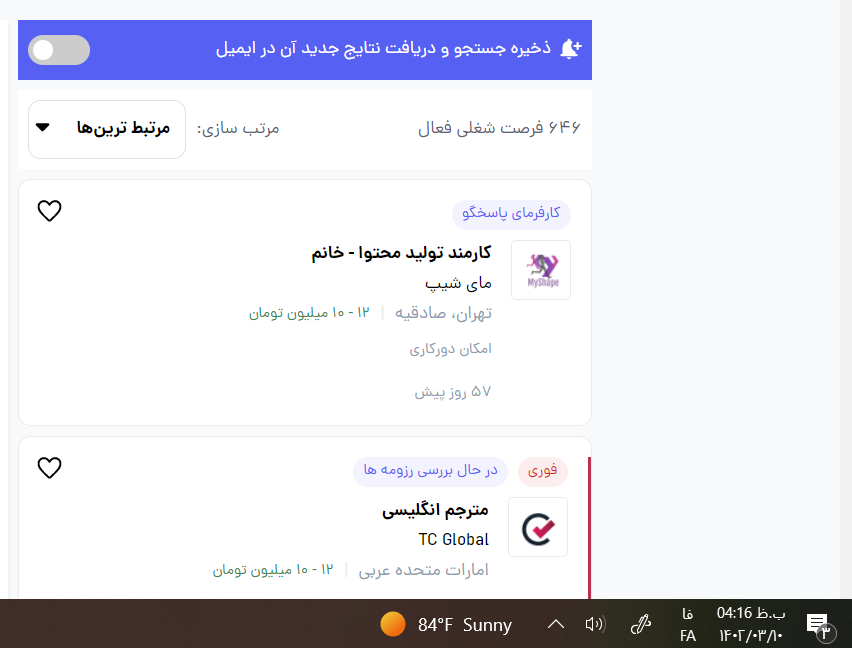 ذخیره جستجو و دریافت نتایج جدید آن در ایمیل
۶۴۶ فرصت شغلی فعال
مرتب سازی:
مرتبط ترین‌ها
کارفرمای پاسخگو
MyShape
کارمند تولید محتوا - خانم
مای شیپ
تهران، صادقیه | ۱۲ - ۱۰ میلیون تومان
امکان دورکاری
۵۷ روز پیش
فوری
در حال بررسی رزومه ها
مترجم انگلیسی
TC Global
امارات متحده عربی | ۱۲ - ۱۰ میلیون تومان
84°F Sunny
فا
FA
04:16 ب.ظ
۱۴۰۲/۰۳/۱۰
۳